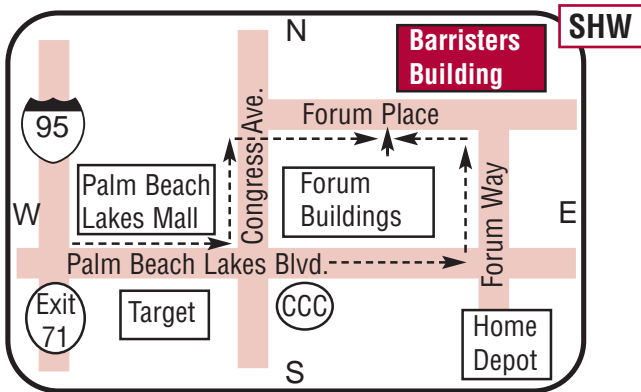 N
SHW
Barristers
Building
95
Forum Place
Congress Ave.
Palm Beach
Lakes Mall
Forum
Buildings
Forum Way
W
E
Palm Beach Lakes Blvd.
Exit
71
Target
CCC
Home
Depot
S